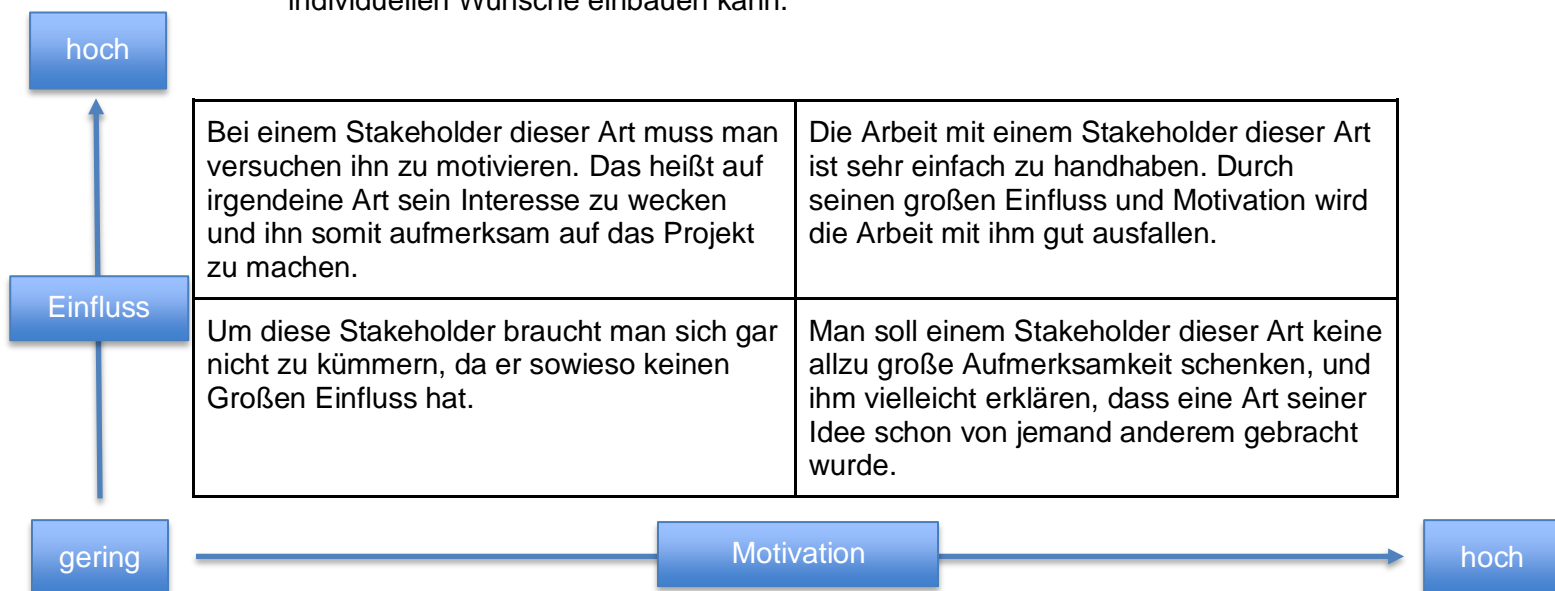 individuellen Wünsche einbauen kann.
hoch
Bei einem Stakeholder dieser Art muss man
versuchen ihn zu motivieren. Das heißt auf
irgendeine Art sein Interesse zu wecken
und ihn somit aufmerksam auf das Projekt
zu machen.
Die Arbeit mit einem Stakeholder dieser Art
ist sehr einfach zu handhaben. Durch
seinen großen Einfluss und Motivation wird
die Arbeit mit ihm gut ausfallen.
Einfluss
Um diese Stakeholder braucht man sich gar
nicht zu kümmern, da er sowieso keinen
Großen Einfluss hat.
Man soll einem Stakeholder dieser Art keine
allzu große Aufmerksamkeit schenken, und
ihm vielleicht erklären, dass eine Art seiner
Idee schon von jemand anderem gebracht
wurde.
gering
Motivation
hoch